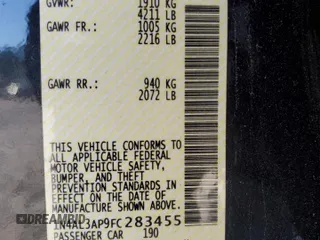 GVWR: 1910 KG
4211 LB
GAWR FR.: 1005 KG
2216 LB
GAWR RR.: 940 KG
2072 LB
THIS VEHICLE CONFORMS TO
ALL APPLICABLE FEDERAL
MOTOR VEHICLE SAFETY,
BUMPER, AND THEFT
PREVENTION STANDARDS IN
EFFECT ON THE DATE OF
MANUFACTURE SHOWN ABOVE.
1N4AL3AP9FC283455
PASSENGER CAR 190
DREAMBID